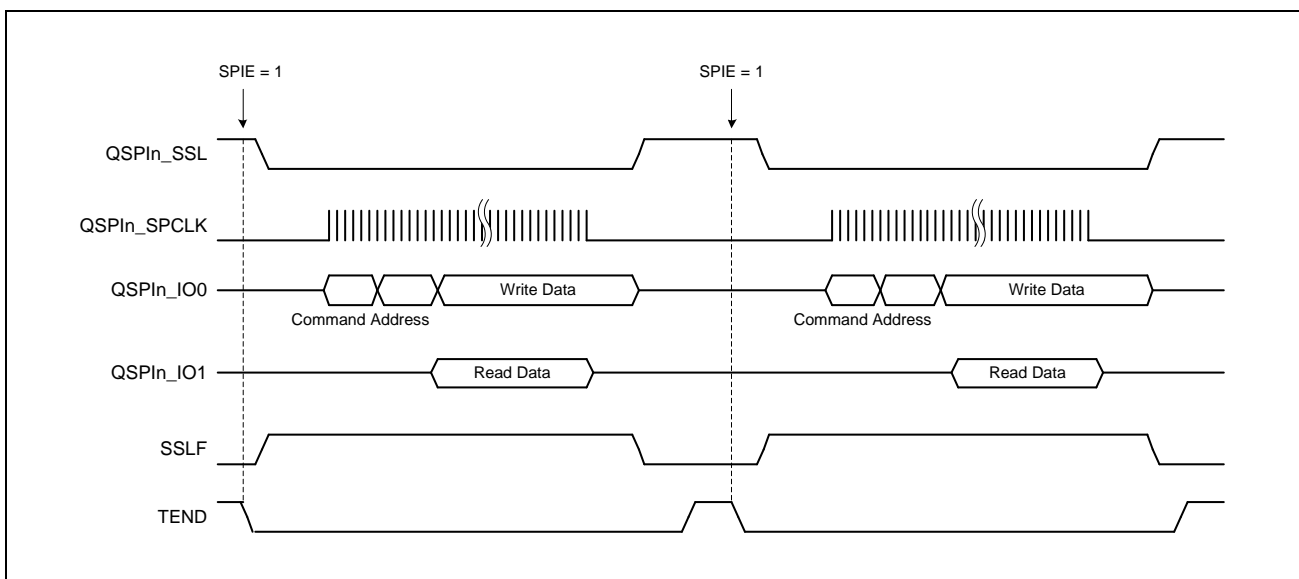 SPIE = 1 SPIE = 1
QSPIn_SSL
QSPIn_SPCLK
QSPIn_IO0 Write Data Write Data
Command Address Command Address
QSPIn_IO1 Read Data Read Data
SSLF
TEND